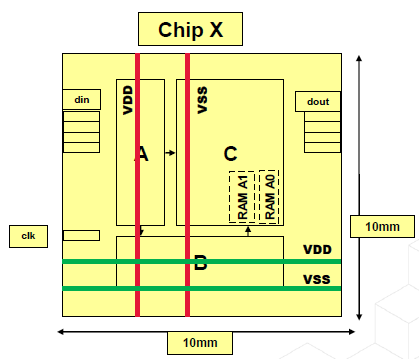 Chip X
din
VDD
VSS
dout
A
C
RAM A1
RAM A0
clk
10mm
VDD
VSS
10mm